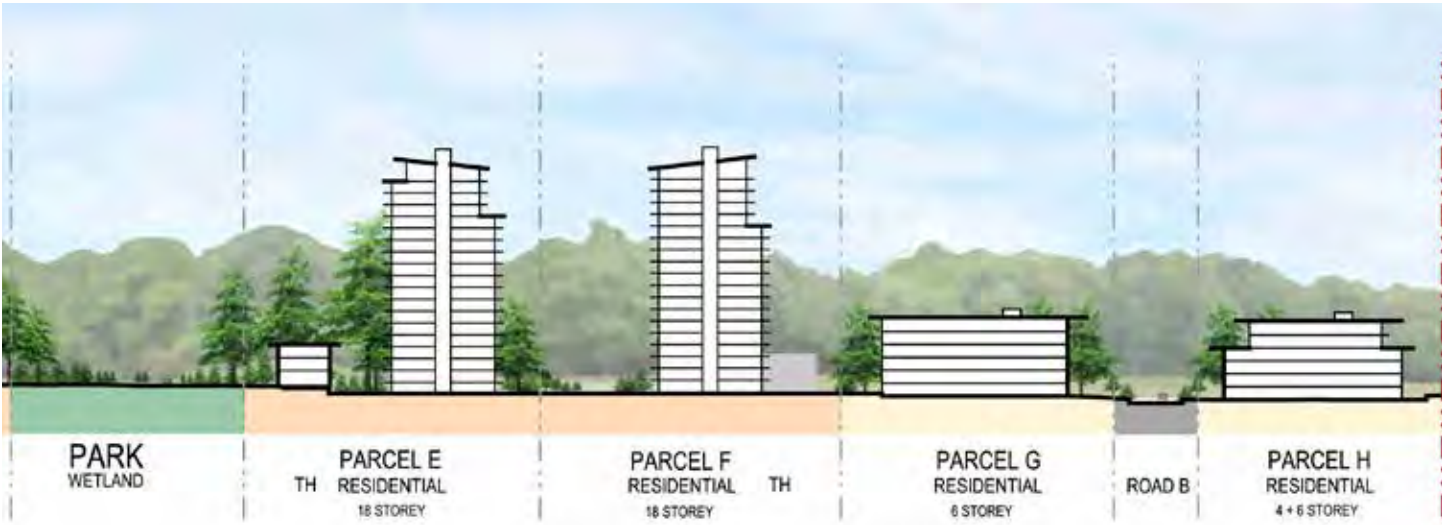 PARK
WETLAND
PARCEL E
TH RESIDENTIAL
18 STOREY
PARCEL F
RESIDENTIAL TH
18 STOREY
PARCEL G
RESIDENTIAL
6 STOREY
ROAD B
PARCEL H
RESIDENTIAL
4 + 6 STOREY